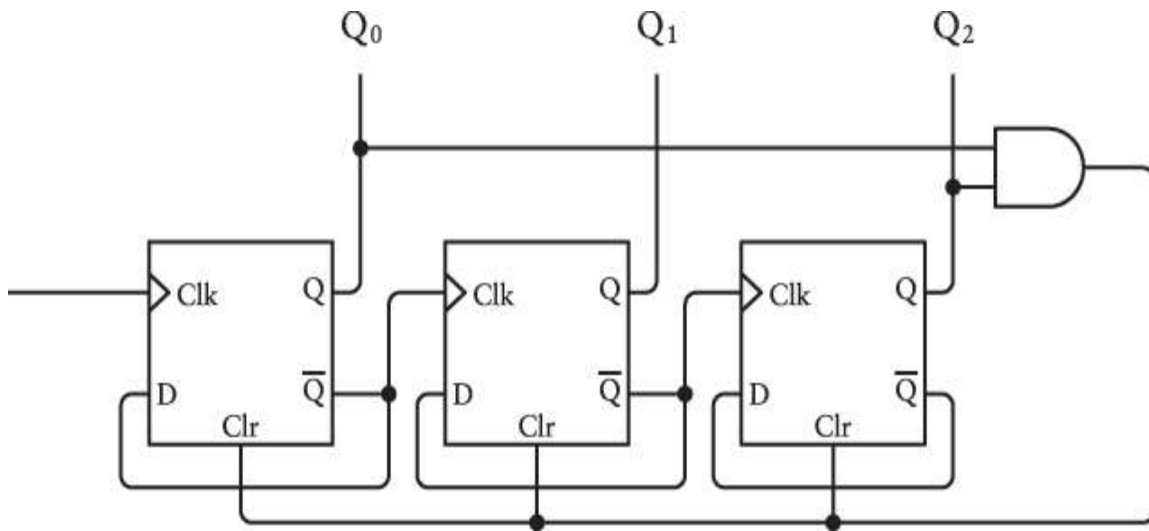 Q₀ Q₁ Q₂
Clk Q Clk Q Clk Q
D Q̅ D Q̅ D Q̅
Clr Clr Clr